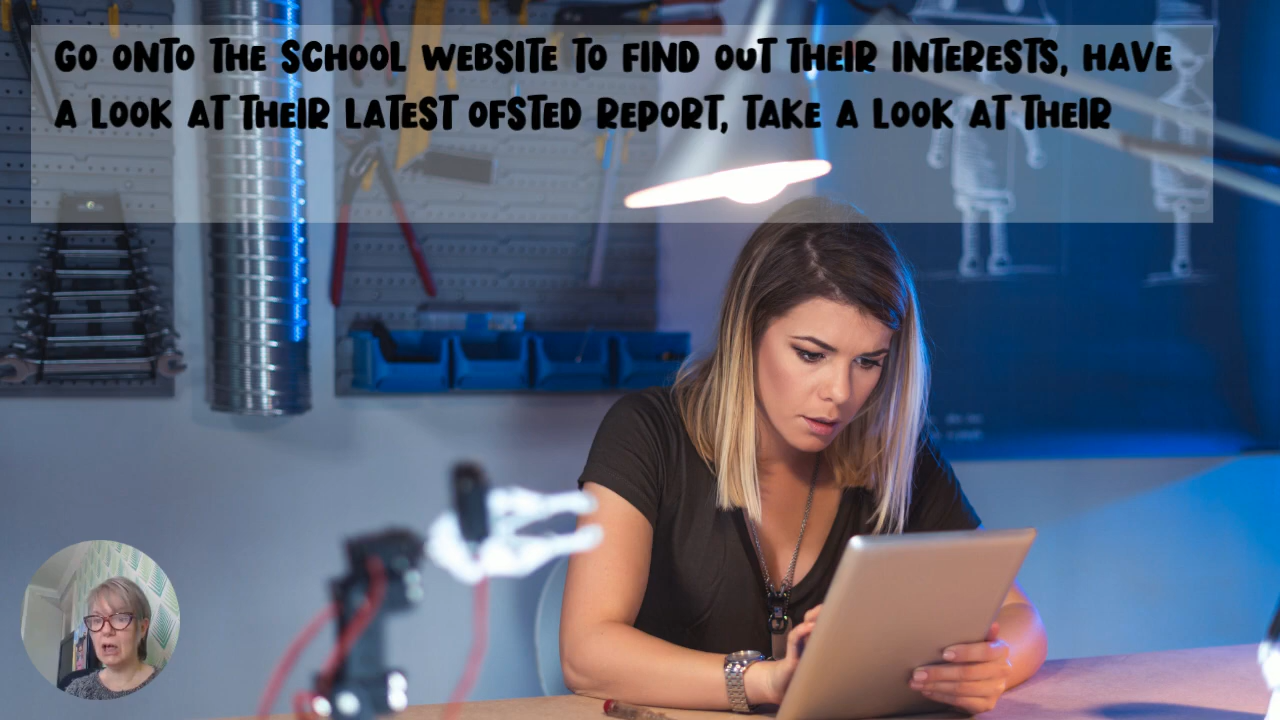 GO ONTO THE SCHOOL WEBSITE TO FIND OUT THEIR INTERESTS, HAVE
A LOOK AT THEIR LATEST OFSTED REPORT, TAKE A LOOK AT THEIR